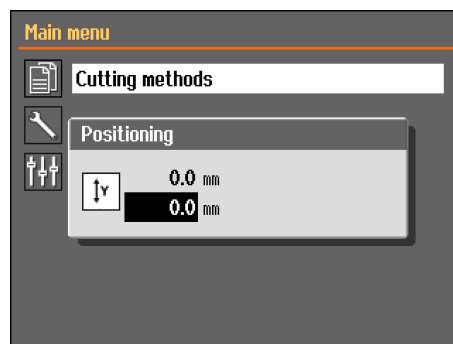 Main menu
Cutting methods
Positioning
0.0 mm
Y 0.0 mm